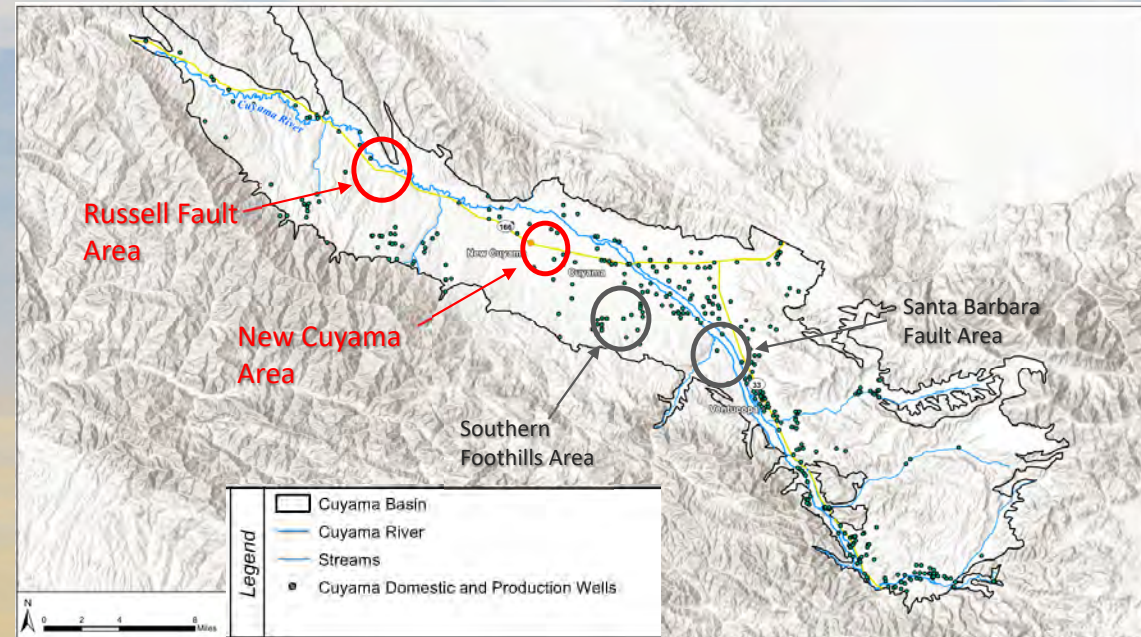 Cuyama River
Russell Fault
Area
166
New Cuyama
Cuyama
New Cuyama
Area
Santa Barbara
Fault Area
33
Ventucopa
Southern
Foothills Area
Legend
Cuyama Basin
Cuyama River
Streams
Cuyama Domestic and Production Wells
N
0 2 4 8
Miles